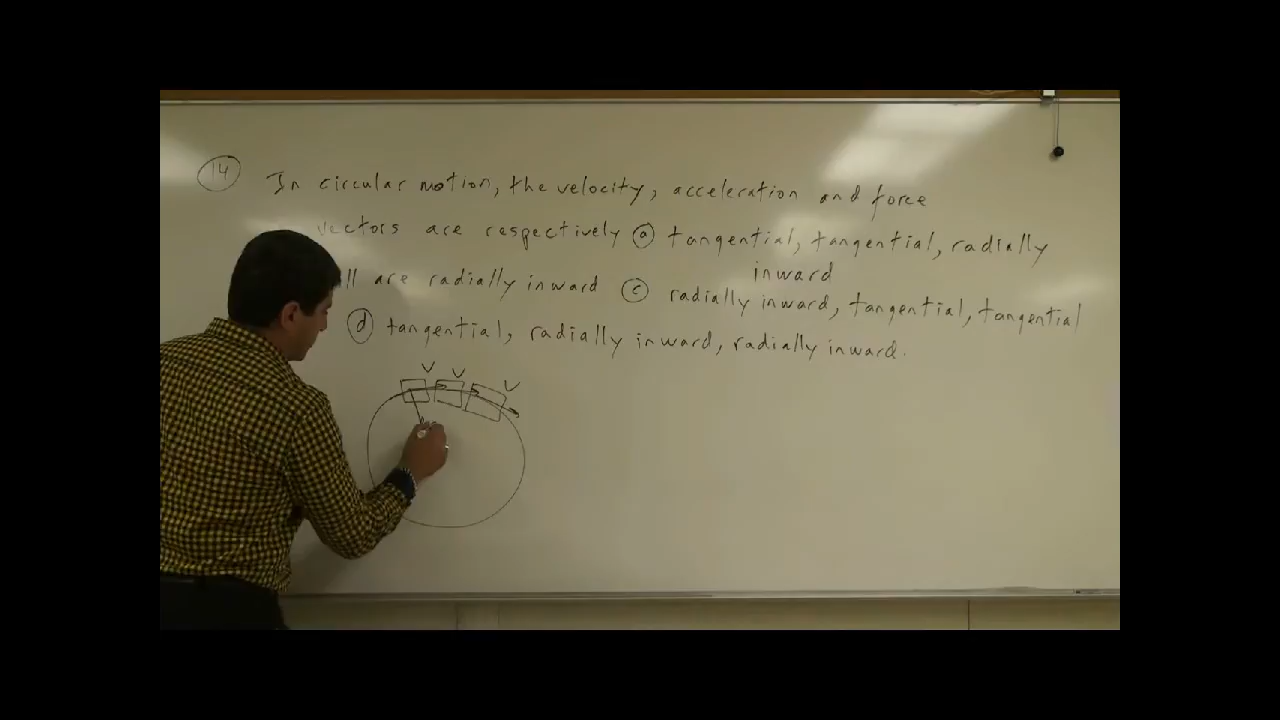 14 In circular motion, the velocity, acceleration and force
vectors are respectively a tangential, tangential, radially
inward
ll are radially inward c radially inward, tangential, tangential
d tangential, radially inward, radially inward.
V V V